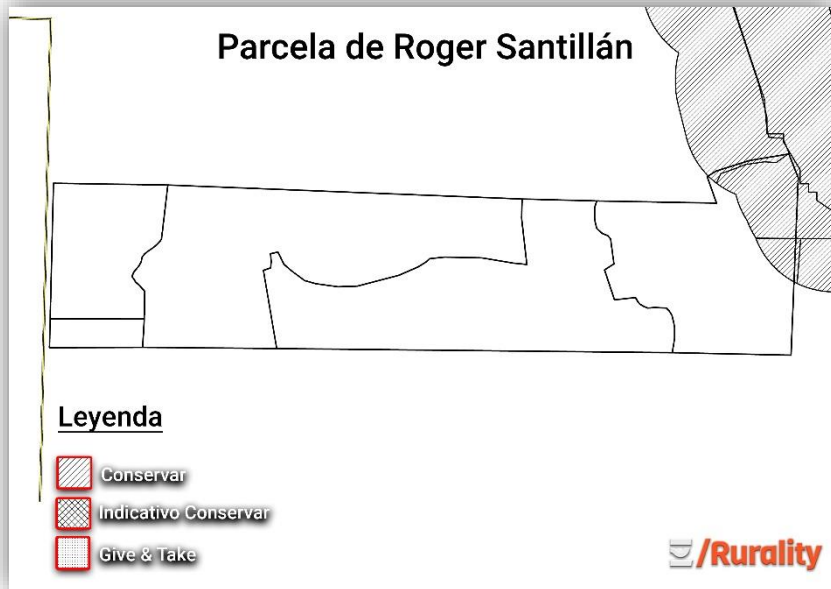 Parcela de Roger Santillán
Leyenda
Conservar
Indicativo Conservar
Give & Take
/Rurality